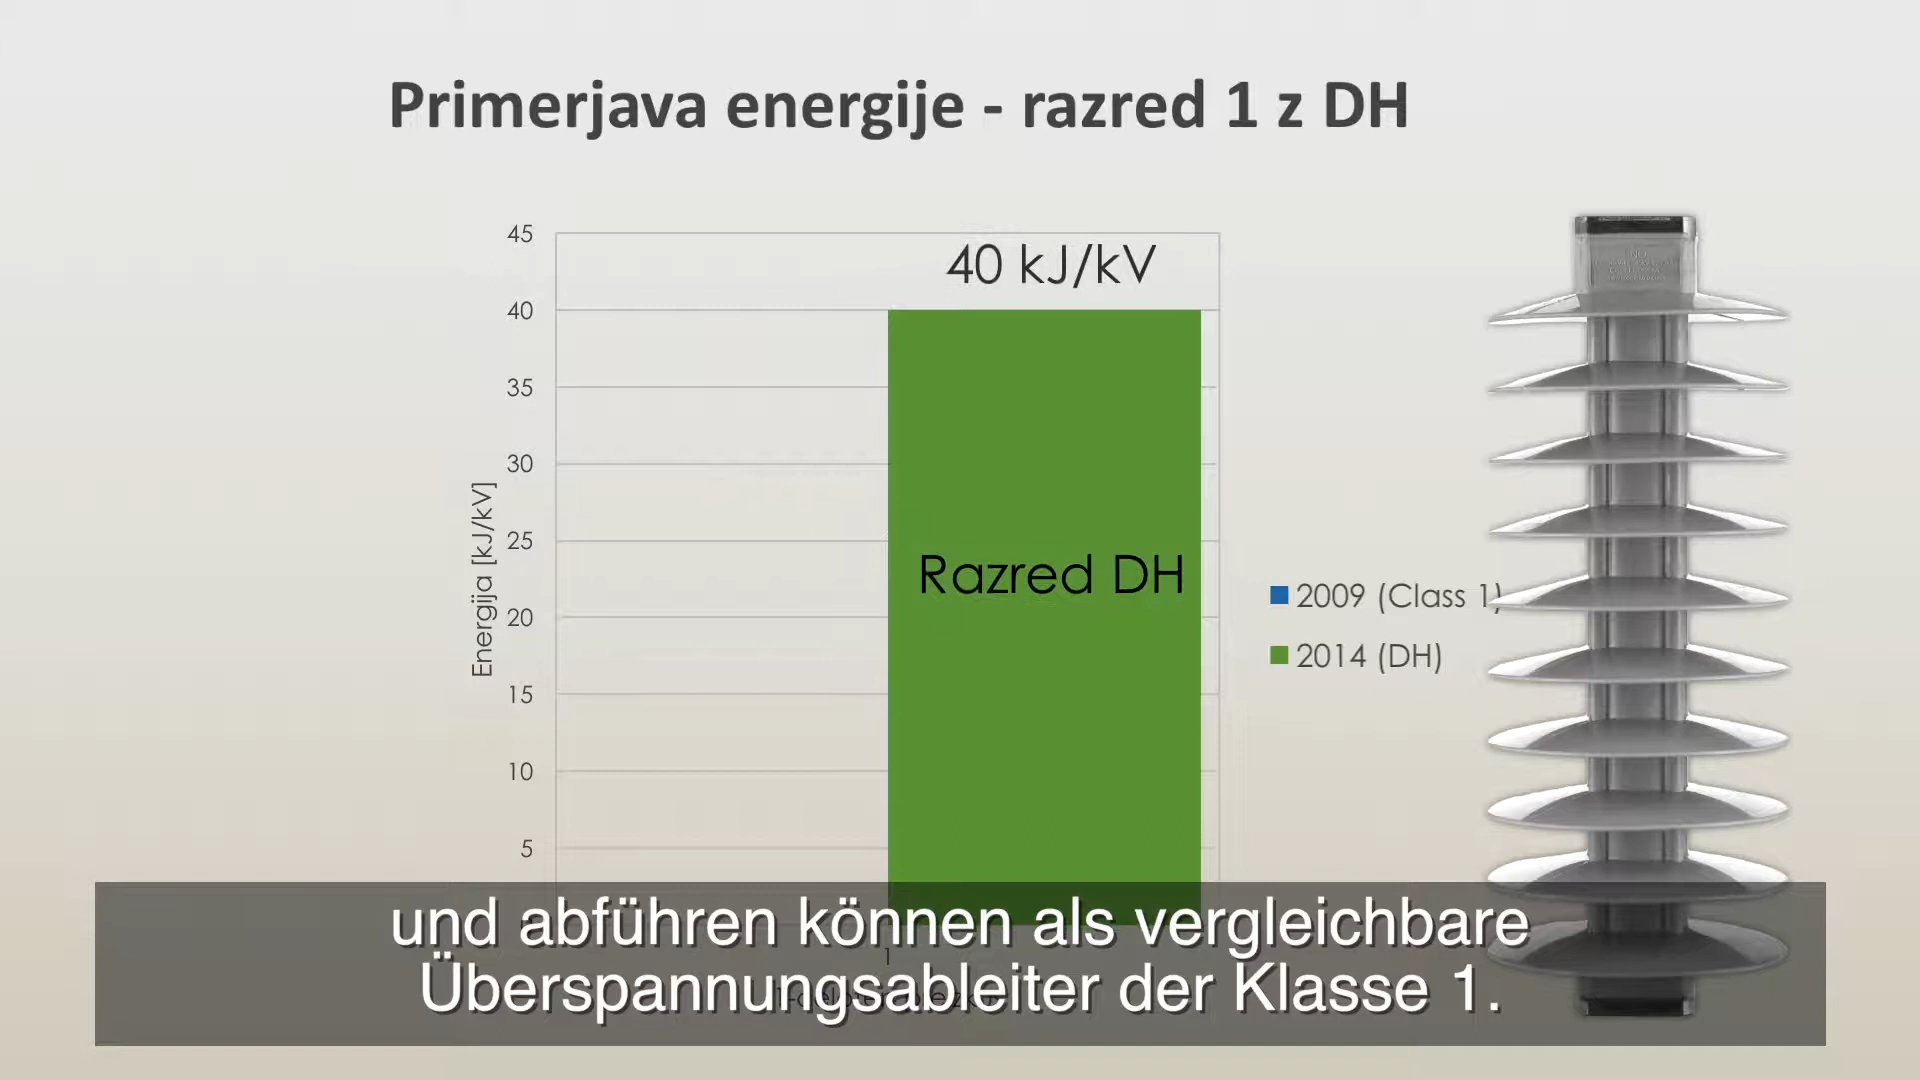 Primerjava energije - razred 1 z DH
45
40 kJ/kV
40
35
30
25
20
15
10
5
Energija [kJ/kV]
Razred DH
2009 (Class 1)
2014 (DH)
1
und abführen können als vergleichbare
Überspannungsableiter der Klasse 1.